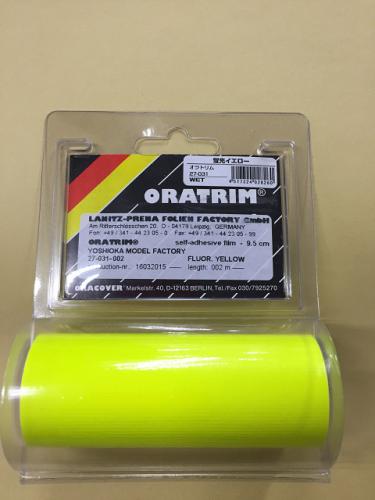 蛍光イエロー
オラトリム
27-031
WET
ORATRIM®
LANITZ-PRENA FOLIEN FACTORY GmbH
Am Ritterschlösschen 20, D - 04179 Leipzig, GERMANY
Fon: +49 / 341 - 44 23 05 - 0 Fax: +49 / 341 - 44 23 05 - 99
ORATRIM® self-adhesive film - 9.5 cm
YOSHIOKA MODEL FACTORY
27-031-002 FLUOR. YELLOW
16032015 length: 002 m
ORACOVER Markelstr. 40, D-12163 BERLIN, Tel./Fax 030/7925270